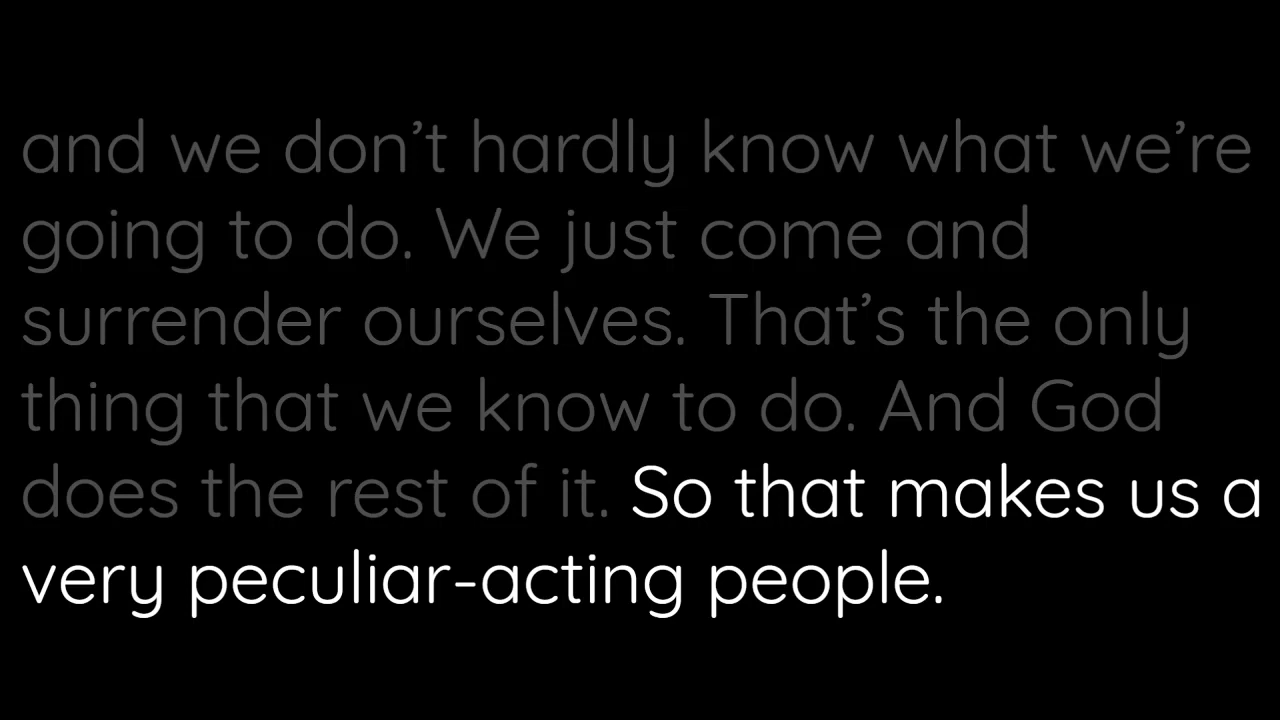 and we don’t hardly know what we’re
going to do. We just come and
surrender ourselves. That’s the only
thing that we know to do. And God
does the rest of it. So that makes us a
very peculiar-acting people.